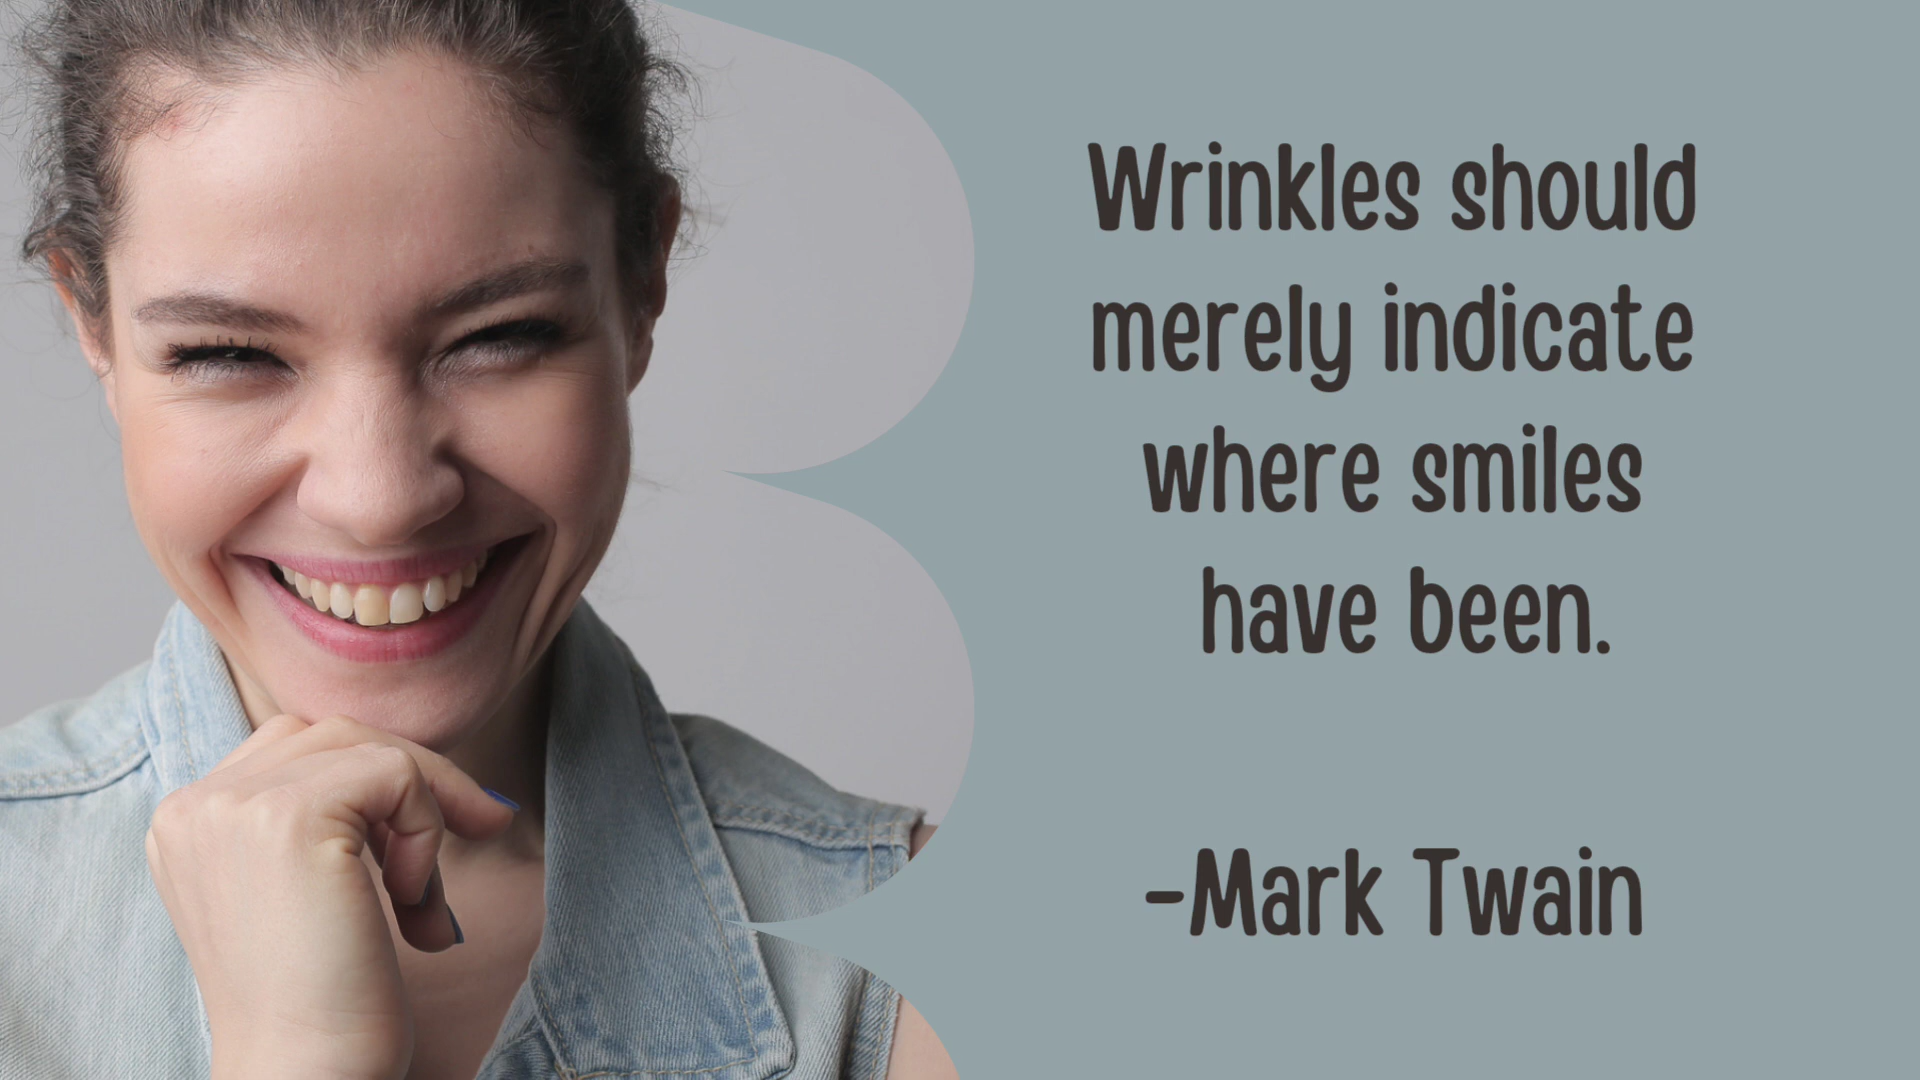 Wrinkles should
merely indicate
where smiles
have been.
-Mark Twain